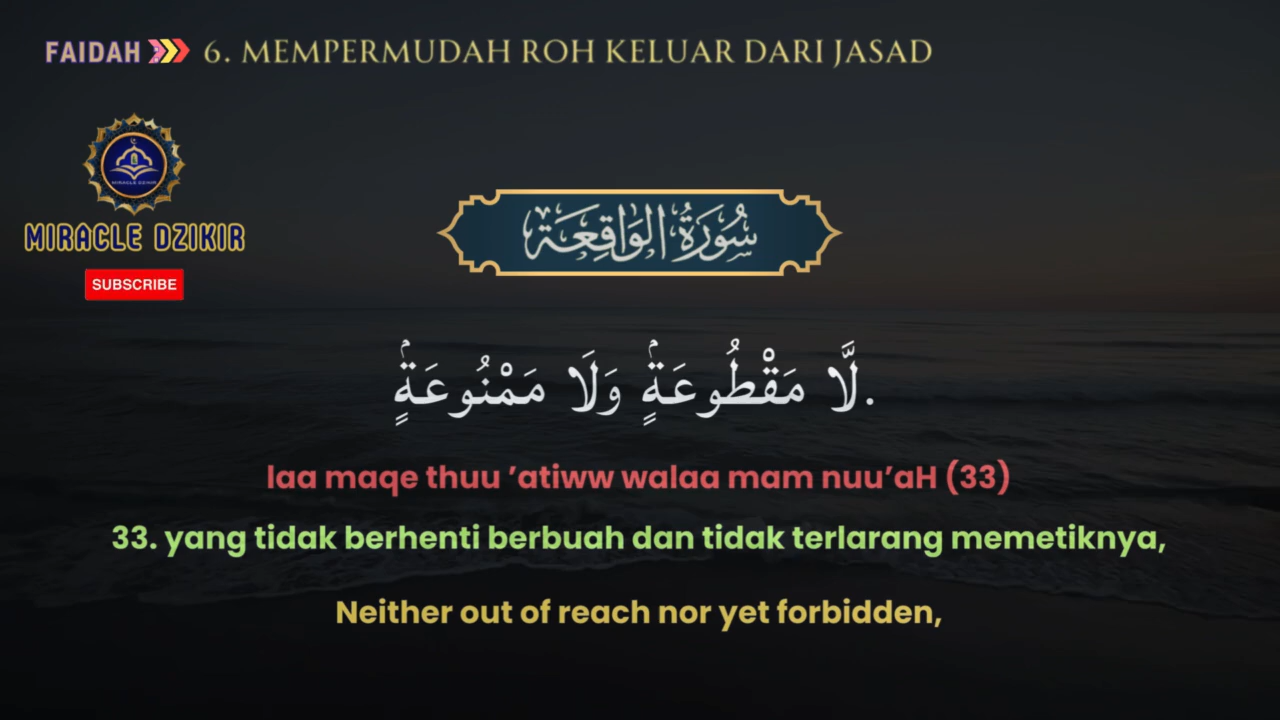 FAIDAH 6. MEMPERMUDAH ROH KELUAR DARI JASAD
MIRACLE DZIKIR
MIRACLE DZIKIR
SUBSCRIBE
سُورَةُ الوَاقِعَة
لَّا مَقْطُوعَةٍۢ وَلَا مَمْنُوعَةٍۢ.
laa maqe thuu ’atiww walaa mam nuu’aH (33)
33. yang tidak berhenti berbuah dan tidak terlarang memetiknya,
Neither out of reach nor yet forbidden,